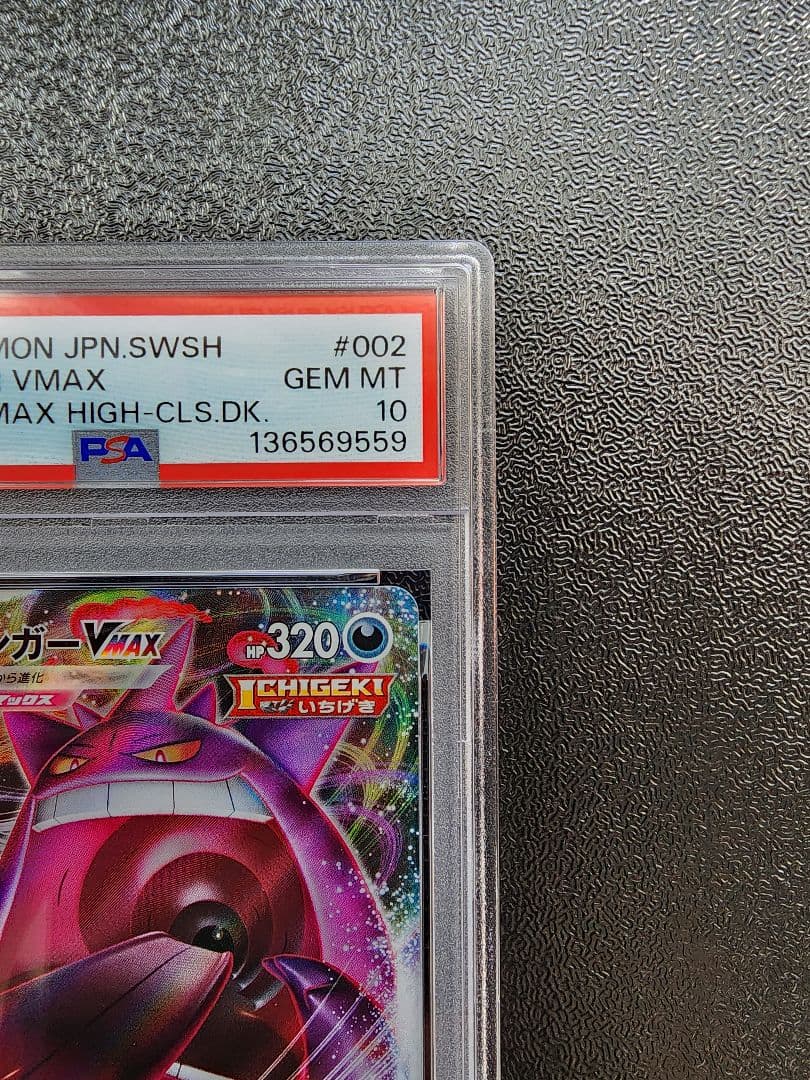 MON JPN.SWSH #002
VMAX GEM MT
MAX HIGH-CLS.DK. 10
PSA 136569559
ンガーVMAX HP320
から進化
ICHIGEKI
いちげき